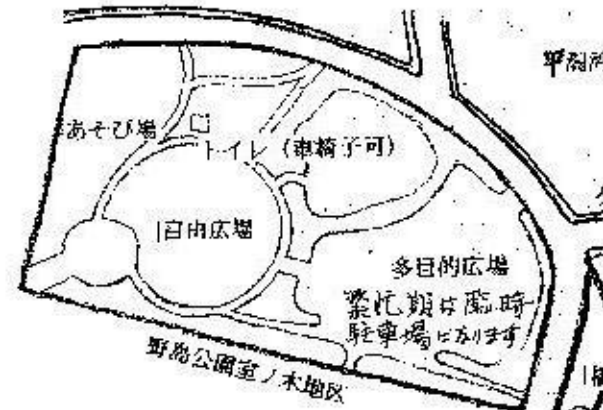 あそび場
トイレ
(車椅子可)
自由広場
多目的広場
繁忙期は臨時
駐車場になります
野島公園室ノ木地区